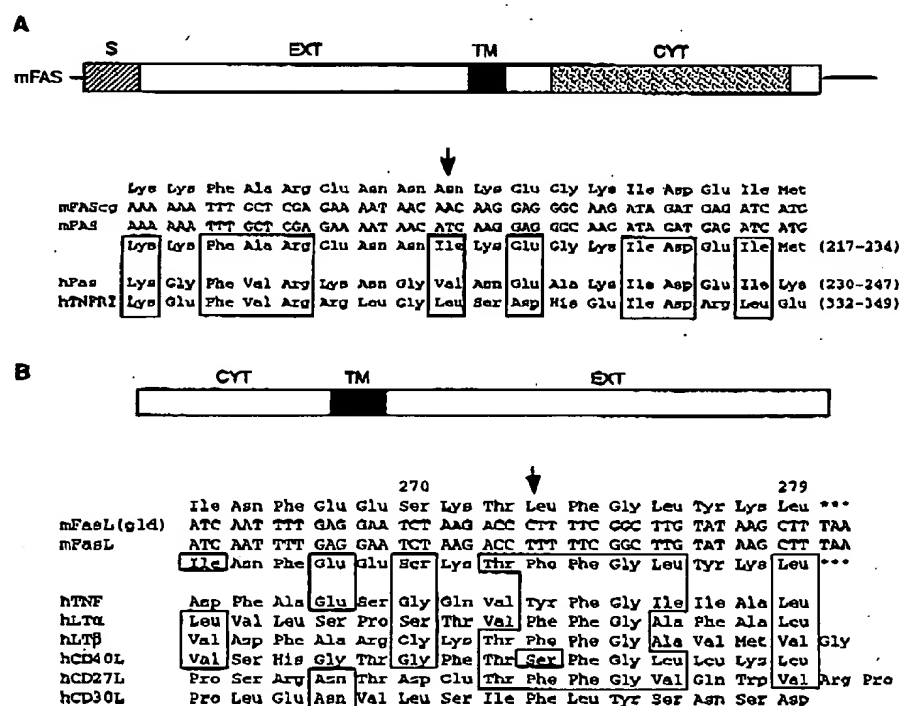 A
S EXT TM CYT
mFAS
Lys Lys Phe Ala Arg Glu Asn Asn Asn Lys Glu Gly Lys Ile Asp Glu Ile Met
mFAScg AAA AAA TTT GCT CGA GAA AAT AAC AAC AAG GAG GGC AAG ATA GAT GAG ATC ATG
mFAS AAA AAA TTT GCT CGA GAA AAT AAC ATC AAG GAG GGC AAG ATA GAT GAG ATC ATG
Lys Lys Phe Ala Arg Glu Asn Asn Ile Lys Glu Gly Lys Ile Asp Glu Ile Met (217-234)
hFas Lys Gly Phe Val Arg Lys Asn Gly Val Asn Glu Ala Lys Ile Asp Glu Ile Lys (230-247)
hTNFRI Lys Glu Phe Val Arg Arg Leu Gly Leu Ser Asp His Glu Ile Asp Arg Leu Glu (332-349)
B
CYT TM EXT
270 279
Ile Asn Phe Glu Glu Ser Lys Thr Leu Phe Gly Leu Tyr Lys Leu ***
mFasL(gld) ATC AAT TTT GAG GAA TCT AAG ACC CTT TTC GGC TTG TAT AAG CTT TAA
mFasL ATC AAT TTT GAG GAA TCT AAG ACC TTT TTC GGC TTG TAT AAG CTT TAA
Ile Asn Phe Glu Glu Ser Lys Thr Phe Phe Gly Leu Tyr Lys Leu ***
hTNF Asp Phe Ala Glu Ser Gly Gln Val Tyr Phe Gly Ile Ile Ala Leu
hLTα Leu Val Leu Ser Pro Ser Thr Val Phe Phe Gly Ala Phe Ala Leu
hLTβ Val Asp Phe Ala Arg Gly Lys Thr Phe Phe Gly Ala Val Met Val Gly
hCD40L Val Ser His Gly Thr Gly Phe Thr Ser Phe Gly Leu Leu Lys Leu
hCD27L Pro Ser Arg Asn Thr Asp Glu Thr Phe Phe Gly Val Gln Trp Val Arg Pro
hCD30L Pro Leu Glu Asn Val Leu Ser Ile Phe Leu Tyr Ser Asn Ser Asp